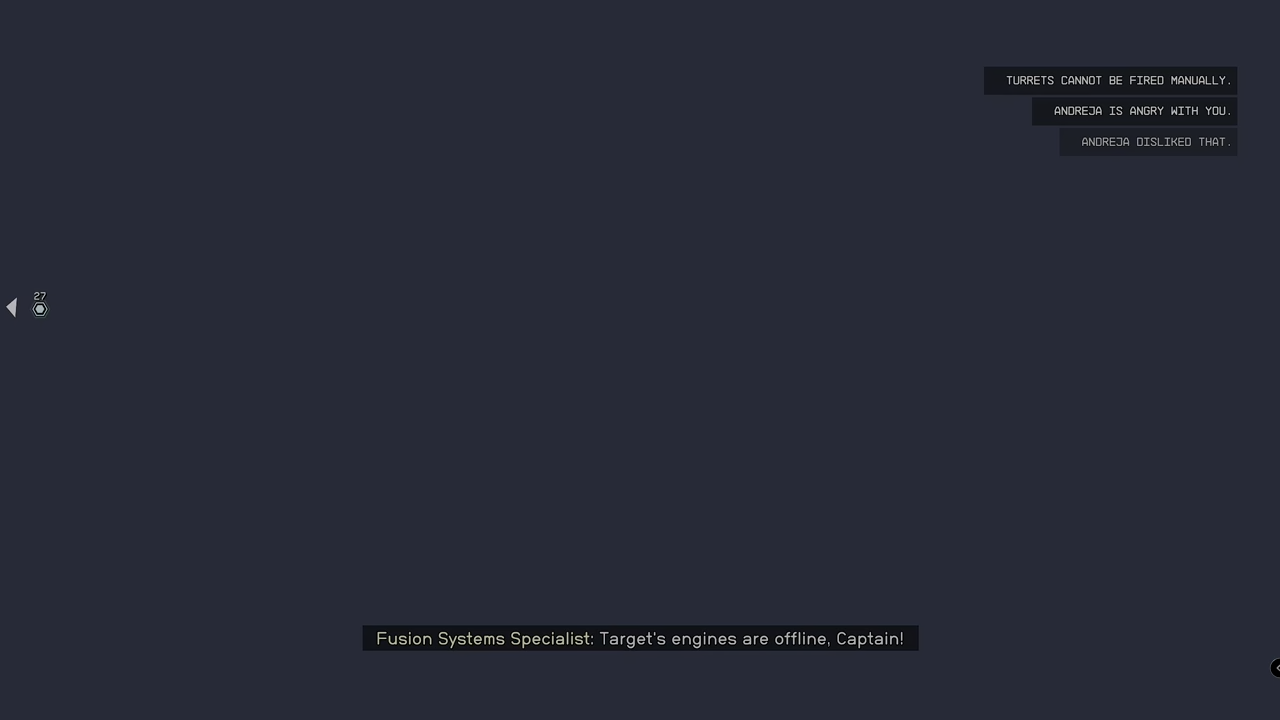 TURRETS CANNOT BE FIRED MANUALLY.
ANDREJA IS ANGRY WITH YOU.
ANDREJA DISLIKED THAT.
27
Fusion Systems Specialist: Target's engines are offline, Captain!